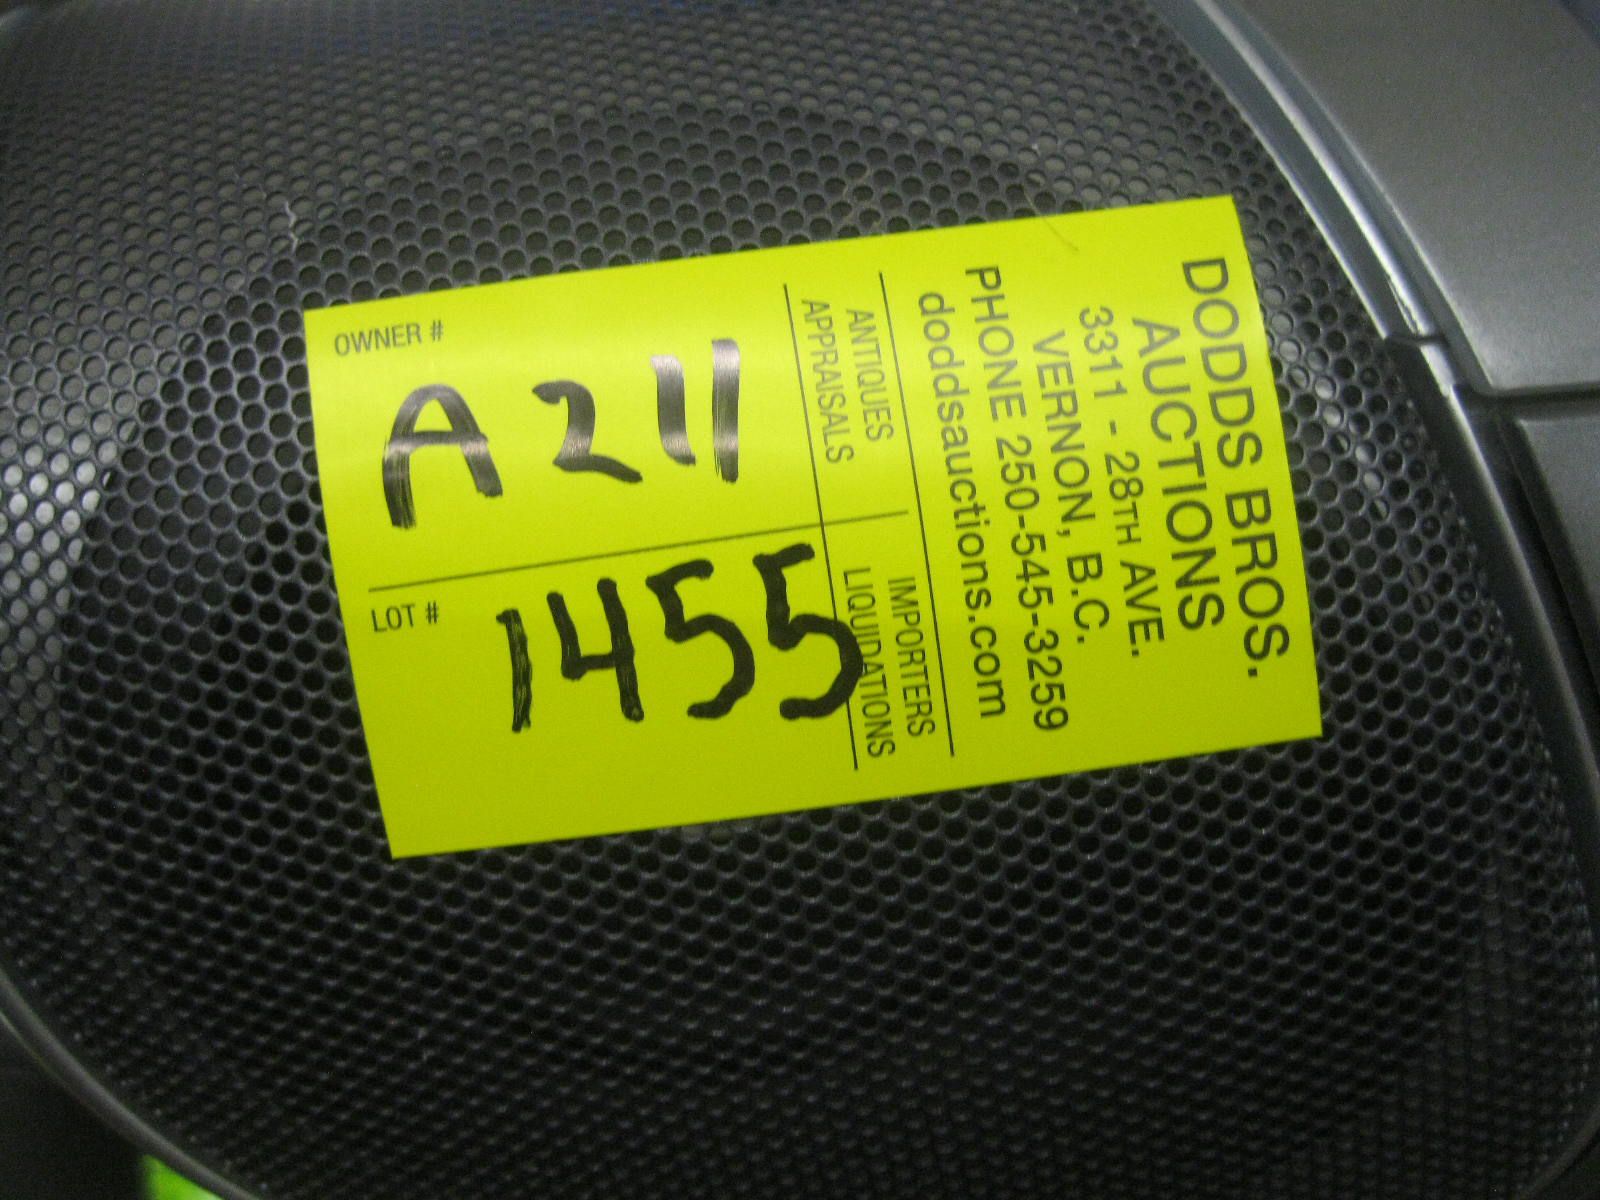 DODDS BROS.
AUCTIONS
3311 - 28TH AVE.
VERNON, B.C.
PHONE 250-545-3259
doddsauctions.com
ANTIQUES IMPORTERS
APPRAISALS LIQUIDATIONS
OWNER #
A211
LOT #
1455